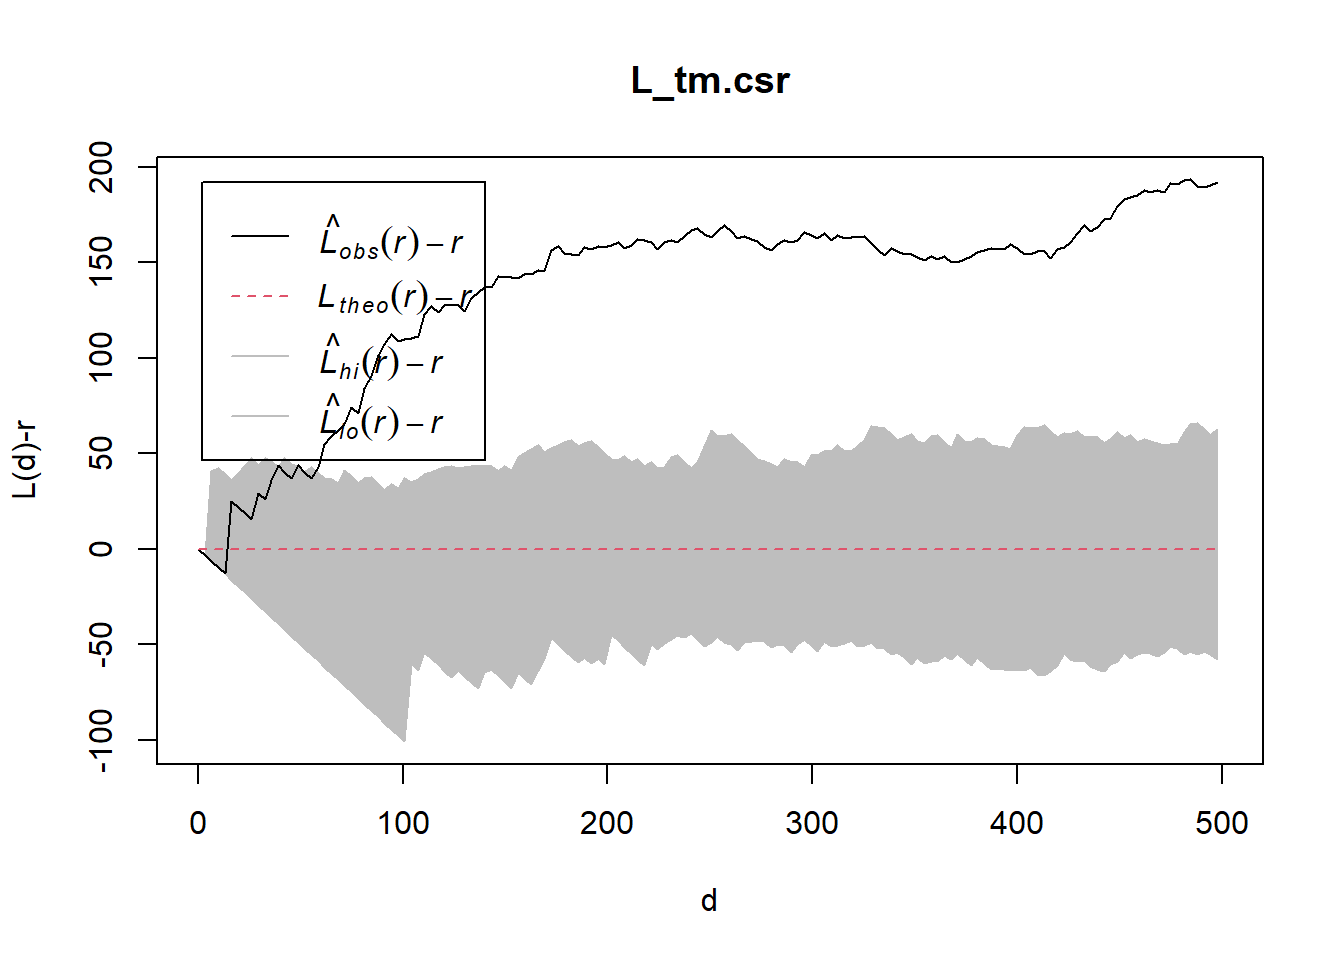 L_tm.csr
L̂obs(r) − r
Ltheo(r) − r
L̂hi(r) − r
L̂lo(r) − r
L(d)-r
200
150
100
50
0
-50
-100
0 100 200 300 400 500
d